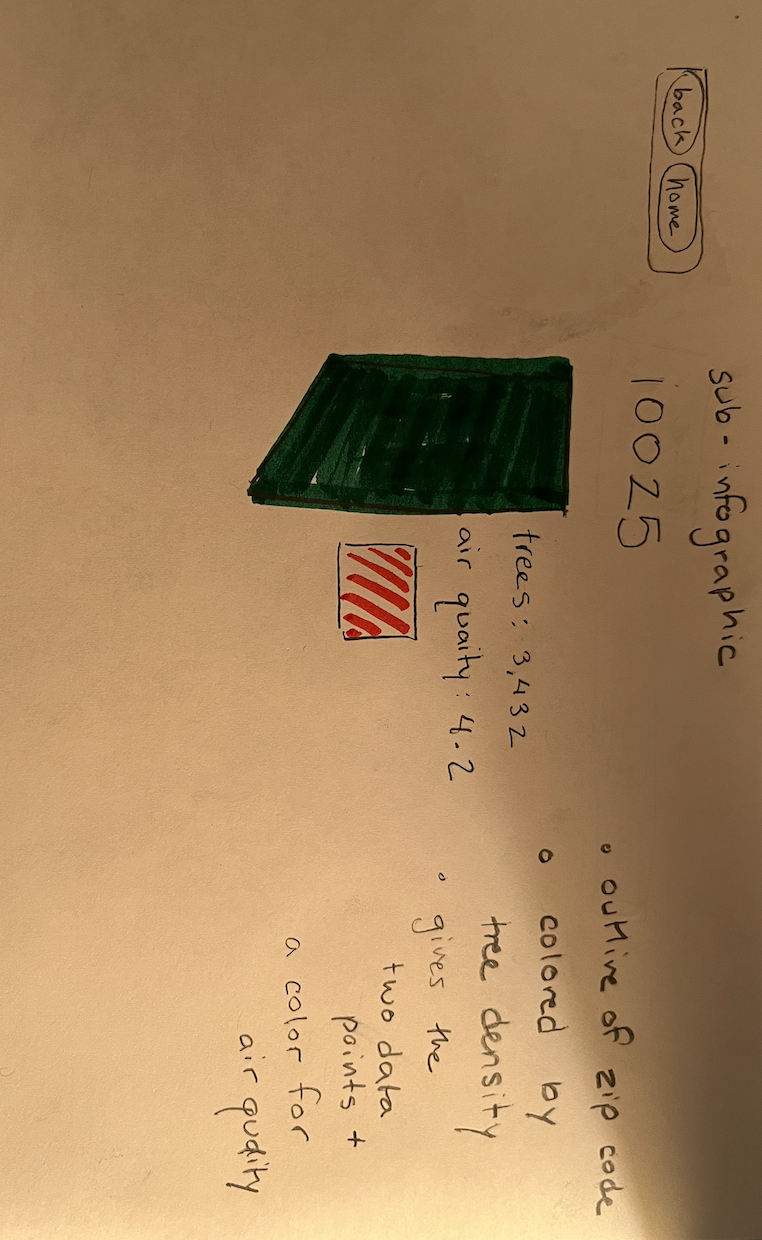 back home
sub-infographic
10025
trees: 3,432
air quaity: 4.2
• outline of zip code
• colored by
tree density
• gives the
two data
points +
a color for
air quality